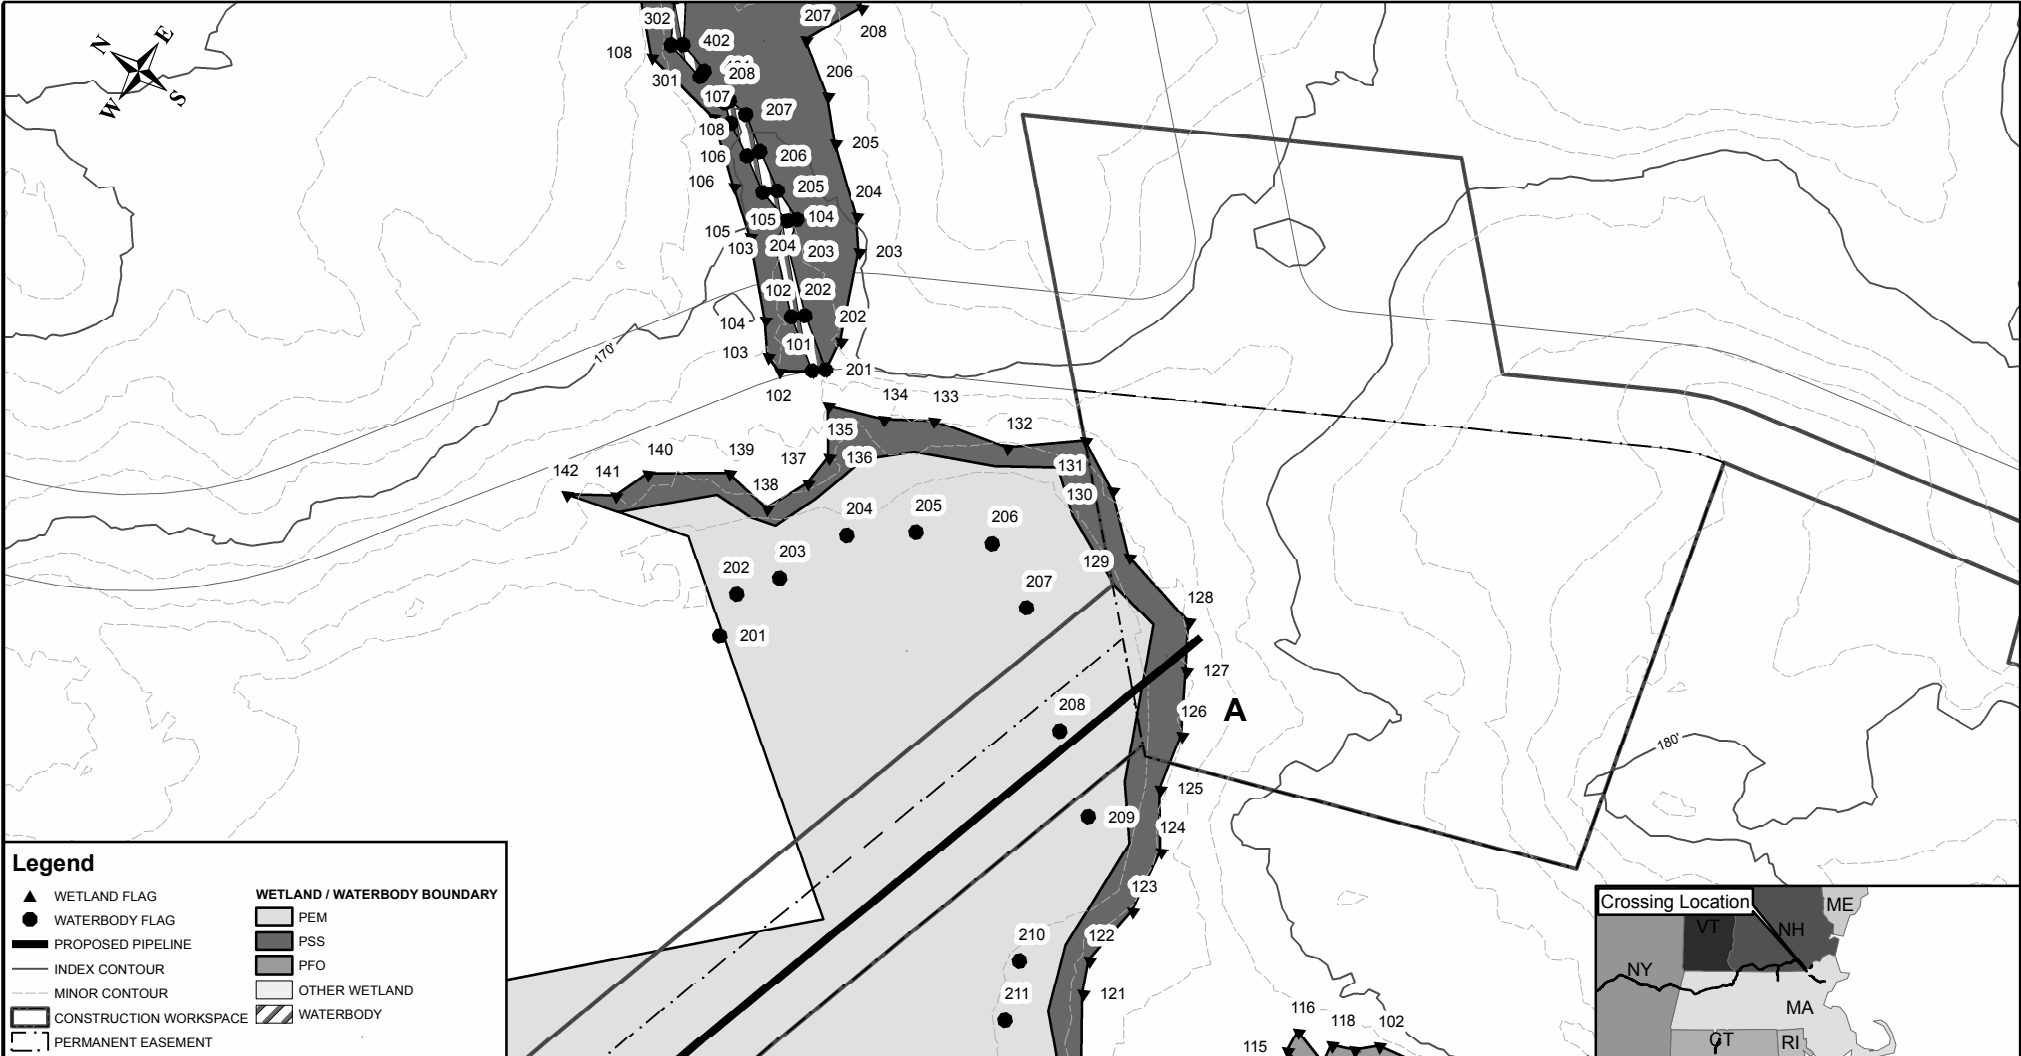 N
E
W
S
302
402
108
301
208
107
207
108
106
206
106
205
105
104
105
103
204
203
102
202
104
101
103
102
207
208
206
205
204
203
202
201
170'
134
133
132
135
136
137
138
139
140
141
142
131
130
129
128
127
126
A
125
124
123
122
121
204
205
206
203
202
207
201
208
209
210
211
180'
116
118
102
115
Legend
WETLAND FLAG
WATERBODY FLAG
PROPOSED PIPELINE
INDEX CONTOUR
MINOR CONTOUR
CONSTRUCTION WORKSPACE
PERMANENT EASEMENT
WETLAND / WATERBODY BOUNDARY
PEM
PSS
PFO
OTHER WETLAND
WATERBODY
Crossing Location
ME
VT
NH
NY
MA
CT
RI